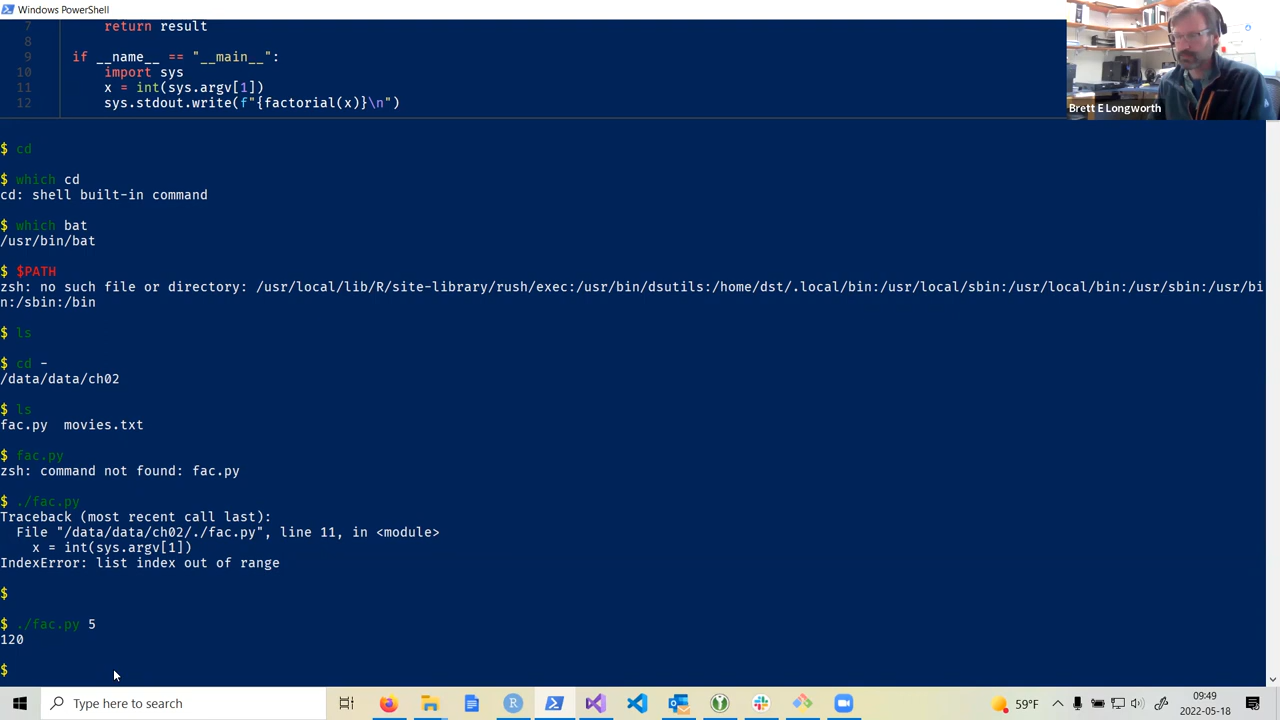 Windows PowerShell
7 return result
8
9 if __name__ == "__main__":
10 import sys
11 x = int(sys.argv[1])
12 sys.stdout.write(f"{factorial(x)}\n")
Brett E Longworth
$ cd
$ which cd
cd: shell built-in command
$ which bat
/usr/bin/bat
$ $PATH
zsh: no such file or directory: /usr/local/lib/R/site-library/rush/exec:/usr/bin/dsutils:/home/dst/.local/bin:/usr/local/sbin:/usr/local/bin:/usr/sbin:/usr/bi
n:/sbin:/bin
$ ls
$ cd -
/data/data/ch02
$ ls
fac.py movies.txt
$ fac.py
zsh: command not found: fac.py
$ ./fac.py
Traceback (most recent call last):
File "/data/data/ch02/./fac.py", line 11, in <module>
x = int(sys.argv[1])
IndexError: list index out of range
$
$ ./fac.py 5
120
$
Type here to search
59°F
09:49
2022-05-18